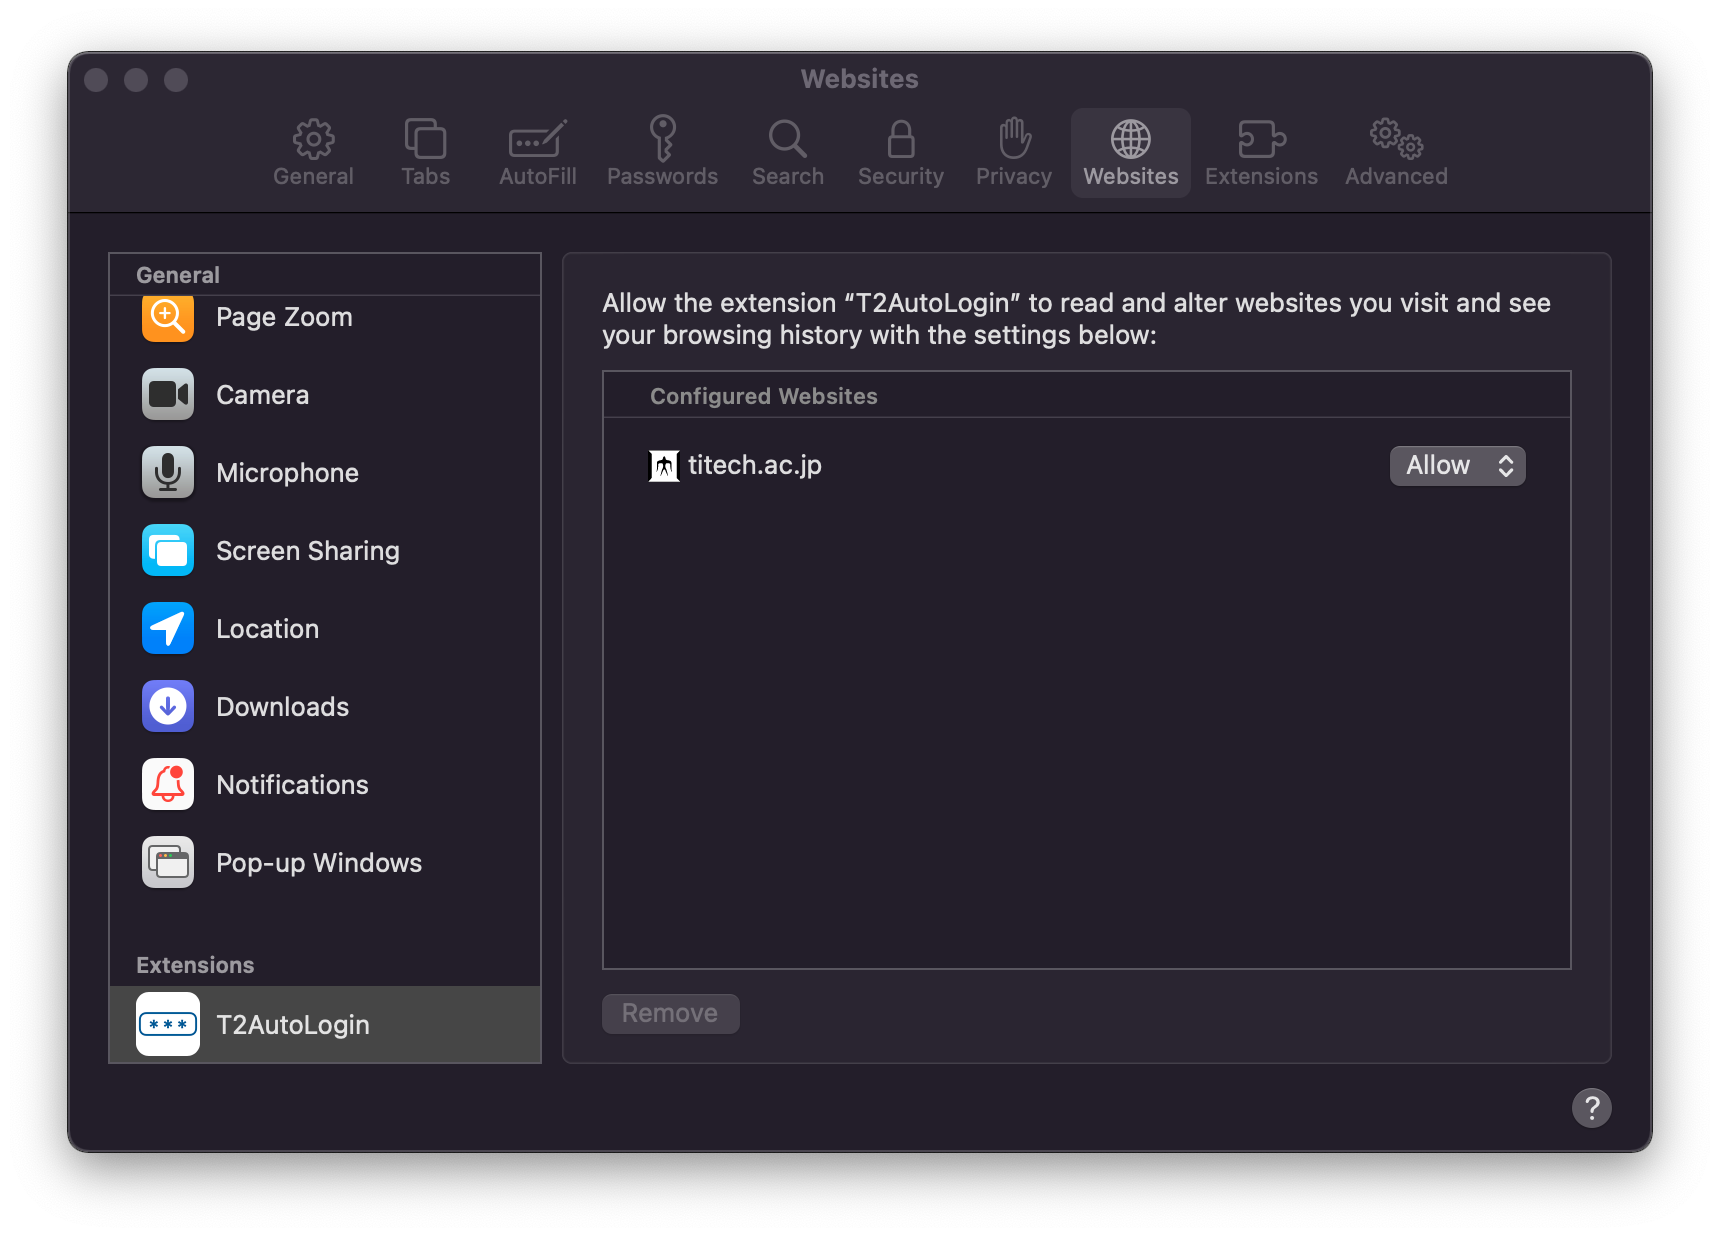 Websites
General
Tabs
AutoFill
Passwords
Search
Security
Privacy
Websites
Extensions
Advanced
General
Page Zoom
Camera
Microphone
Screen Sharing
Location
Downloads
Notifications
Pop-up Windows
Extensions
***
T2AutoLogin
Allow the extension “T2AutoLogin” to read and alter websites you visit and see
your browsing history with the settings below:
Configured Websites
titech.ac.jp
Allow
Remove
?